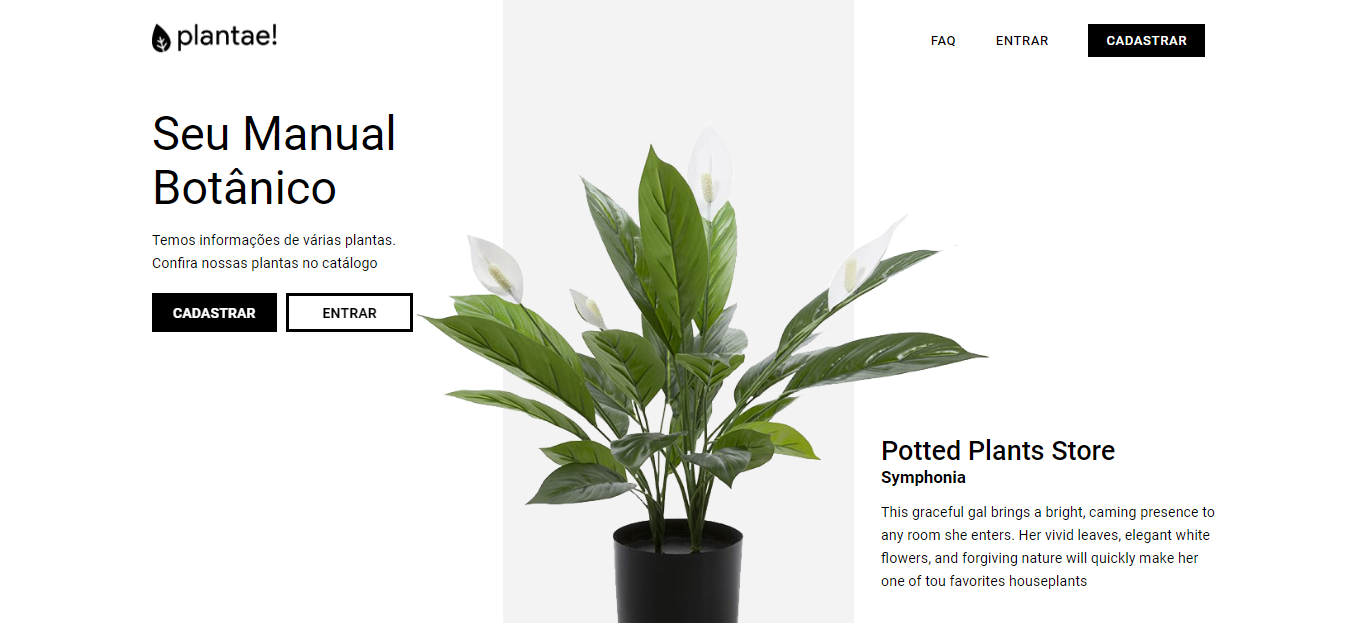 plantae!
FAQ
ENTRAR
CADASTRAR
Seu Manual
Botânico
Temos informações de várias plantas.
Confira nossas plantas no catálogo
CADASTRAR
ENTRAR
Potted Plants Store
Symphonia
This graceful gal brings a bright, caming presence to
any room she enters. Her vivid leaves, elegant white
flowers, and forgiving nature will quickly make her
one of tou favorites houseplants